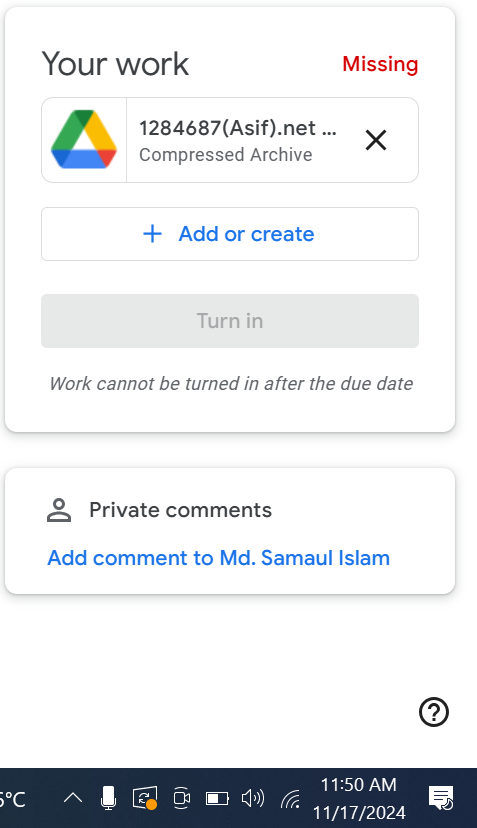 Your work
Missing
1284687(Asif).net ...
Compressed Archive
+ Add or create
Turn in
Work cannot be turned in after the due date
Private comments
Add comment to Md. Samaul Islam
11:50 AM
11/17/2024